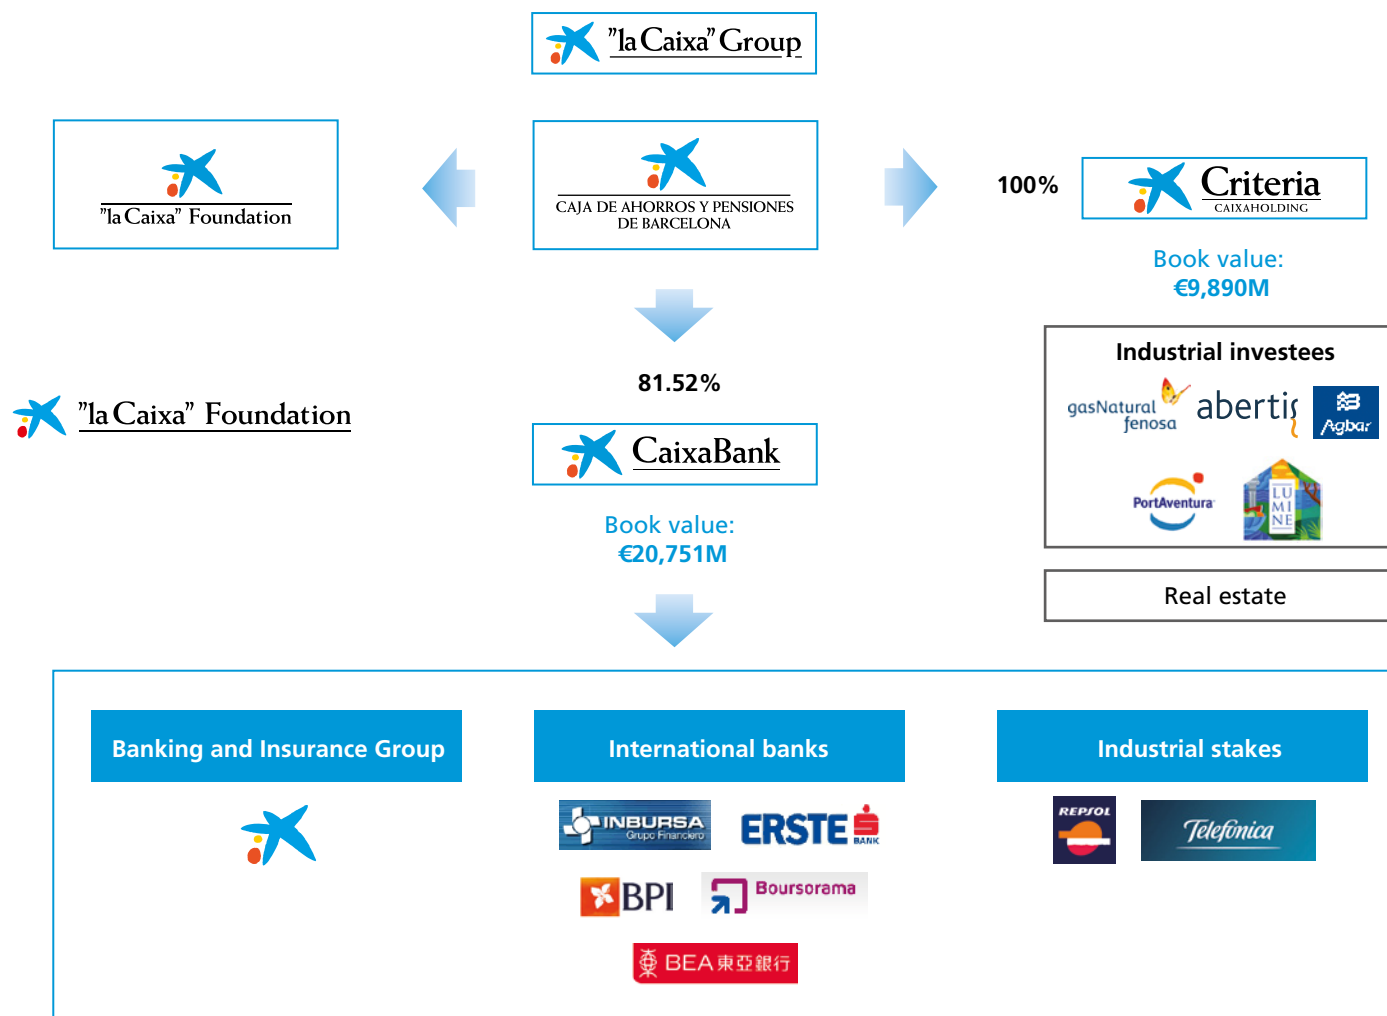 "la Caixa" Group
"la Caixa" Foundation
CAJA DE AHORROS Y PENSIONES
DE BARCELONA
100%
Criteria
CAIXAHOLDING
Book value:
€9,890M
Industrial investees
gasNatural
fenosa
abertis
Agbar
PortAventura
LU
MI
NE
Real estate
81.52%
"la Caixa" Foundation
CaixaBank
Book value:
€20,751M
Banking and Insurance Group
International banks
Industrial stakes
INBURSA
Grupo Financiero
ERSTE
BANK
REPSOL
Telefónica
BPI
Boursorama
BEA東亞銀行